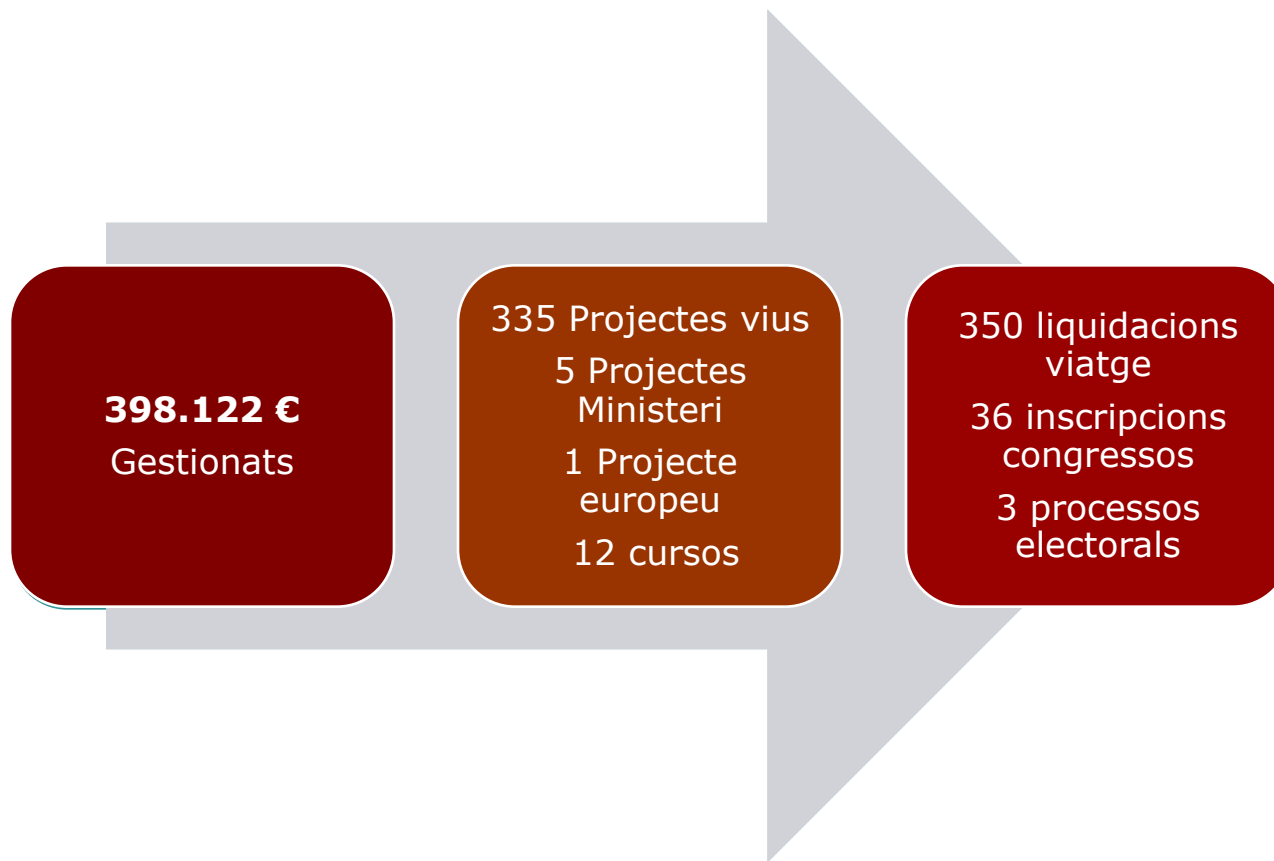 398.122 €
Gestionats
335 Projectes vius
5 Projectes
Ministeri
1 Projecte
europeu
12 cursos
350 liquidacions
viatge
36 inscripcions
congressos
3 processos
electorals